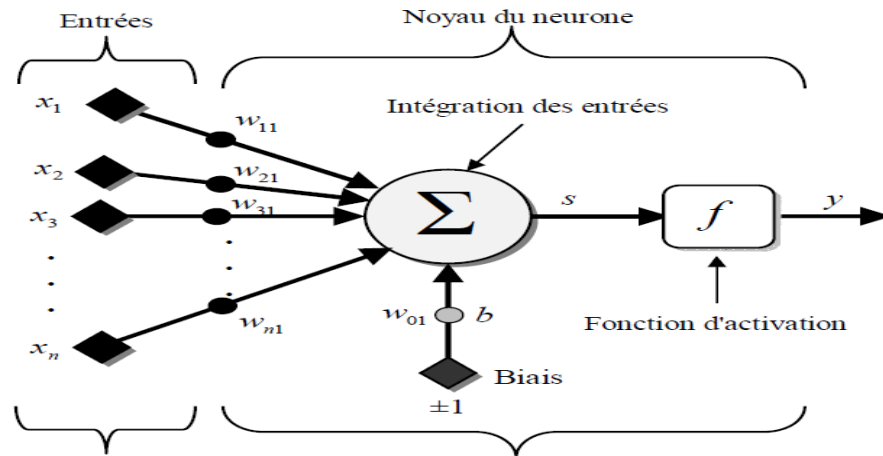 Entrées
Noyau du neurone
x1
w11
Intégration des entrées
x2
w21
x3
w31
Σ
s
f
y
xn
wn1
w01
b
Fonction d'activation
Biais
±1